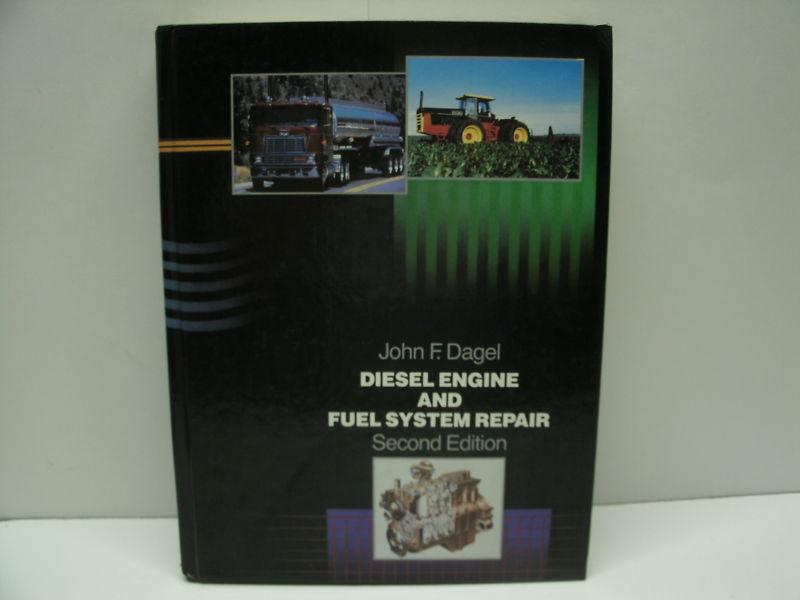 John F. Dagel
DIESEL ENGINE
AND
FUEL SYSTEM REPAIR
Second Edition